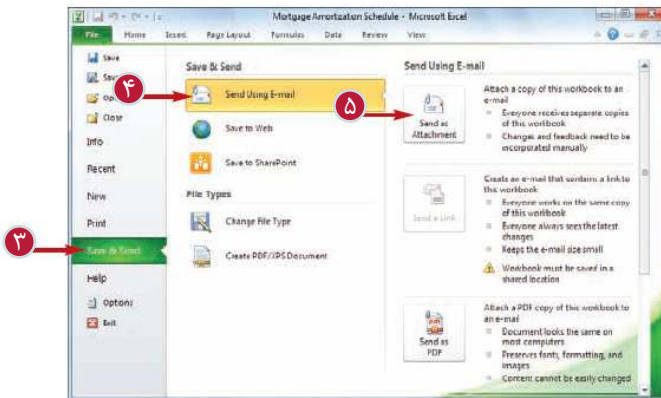 Mortgage Amortization Schedule - Microsoft Excel
File Home Insert Page Layout Formulas Data Review View
Save
Close
Info
Recent
New
Print
۳
Save & Send
Help
Options
Exit
Save & Send
۴
Send Using E-mail
Save to Web
Save to SharePoint
File Types
Change File Type
Create PDF/XPS Document
Send Using E-mail
۵
Send as
Attachment
Attach a copy of this workbook to an
e-mail
Everyone receives separate copies
of this workbook
Changes and feedback need to be
incorporated manually
Send a Link
Create an e-mail that contains a link to
this workbook
Everyone works on the same copy
of this workbook
Everyone always sees the latest
changes
Keeps the e-mail size small
Workbook must be saved in a
shared location
Send as
PDF
Attach a PDF copy of this workbook to
an e-mail
Document looks the same on
most computers
Preserves fonts, formatting, and
images
Content cannot be easily changed